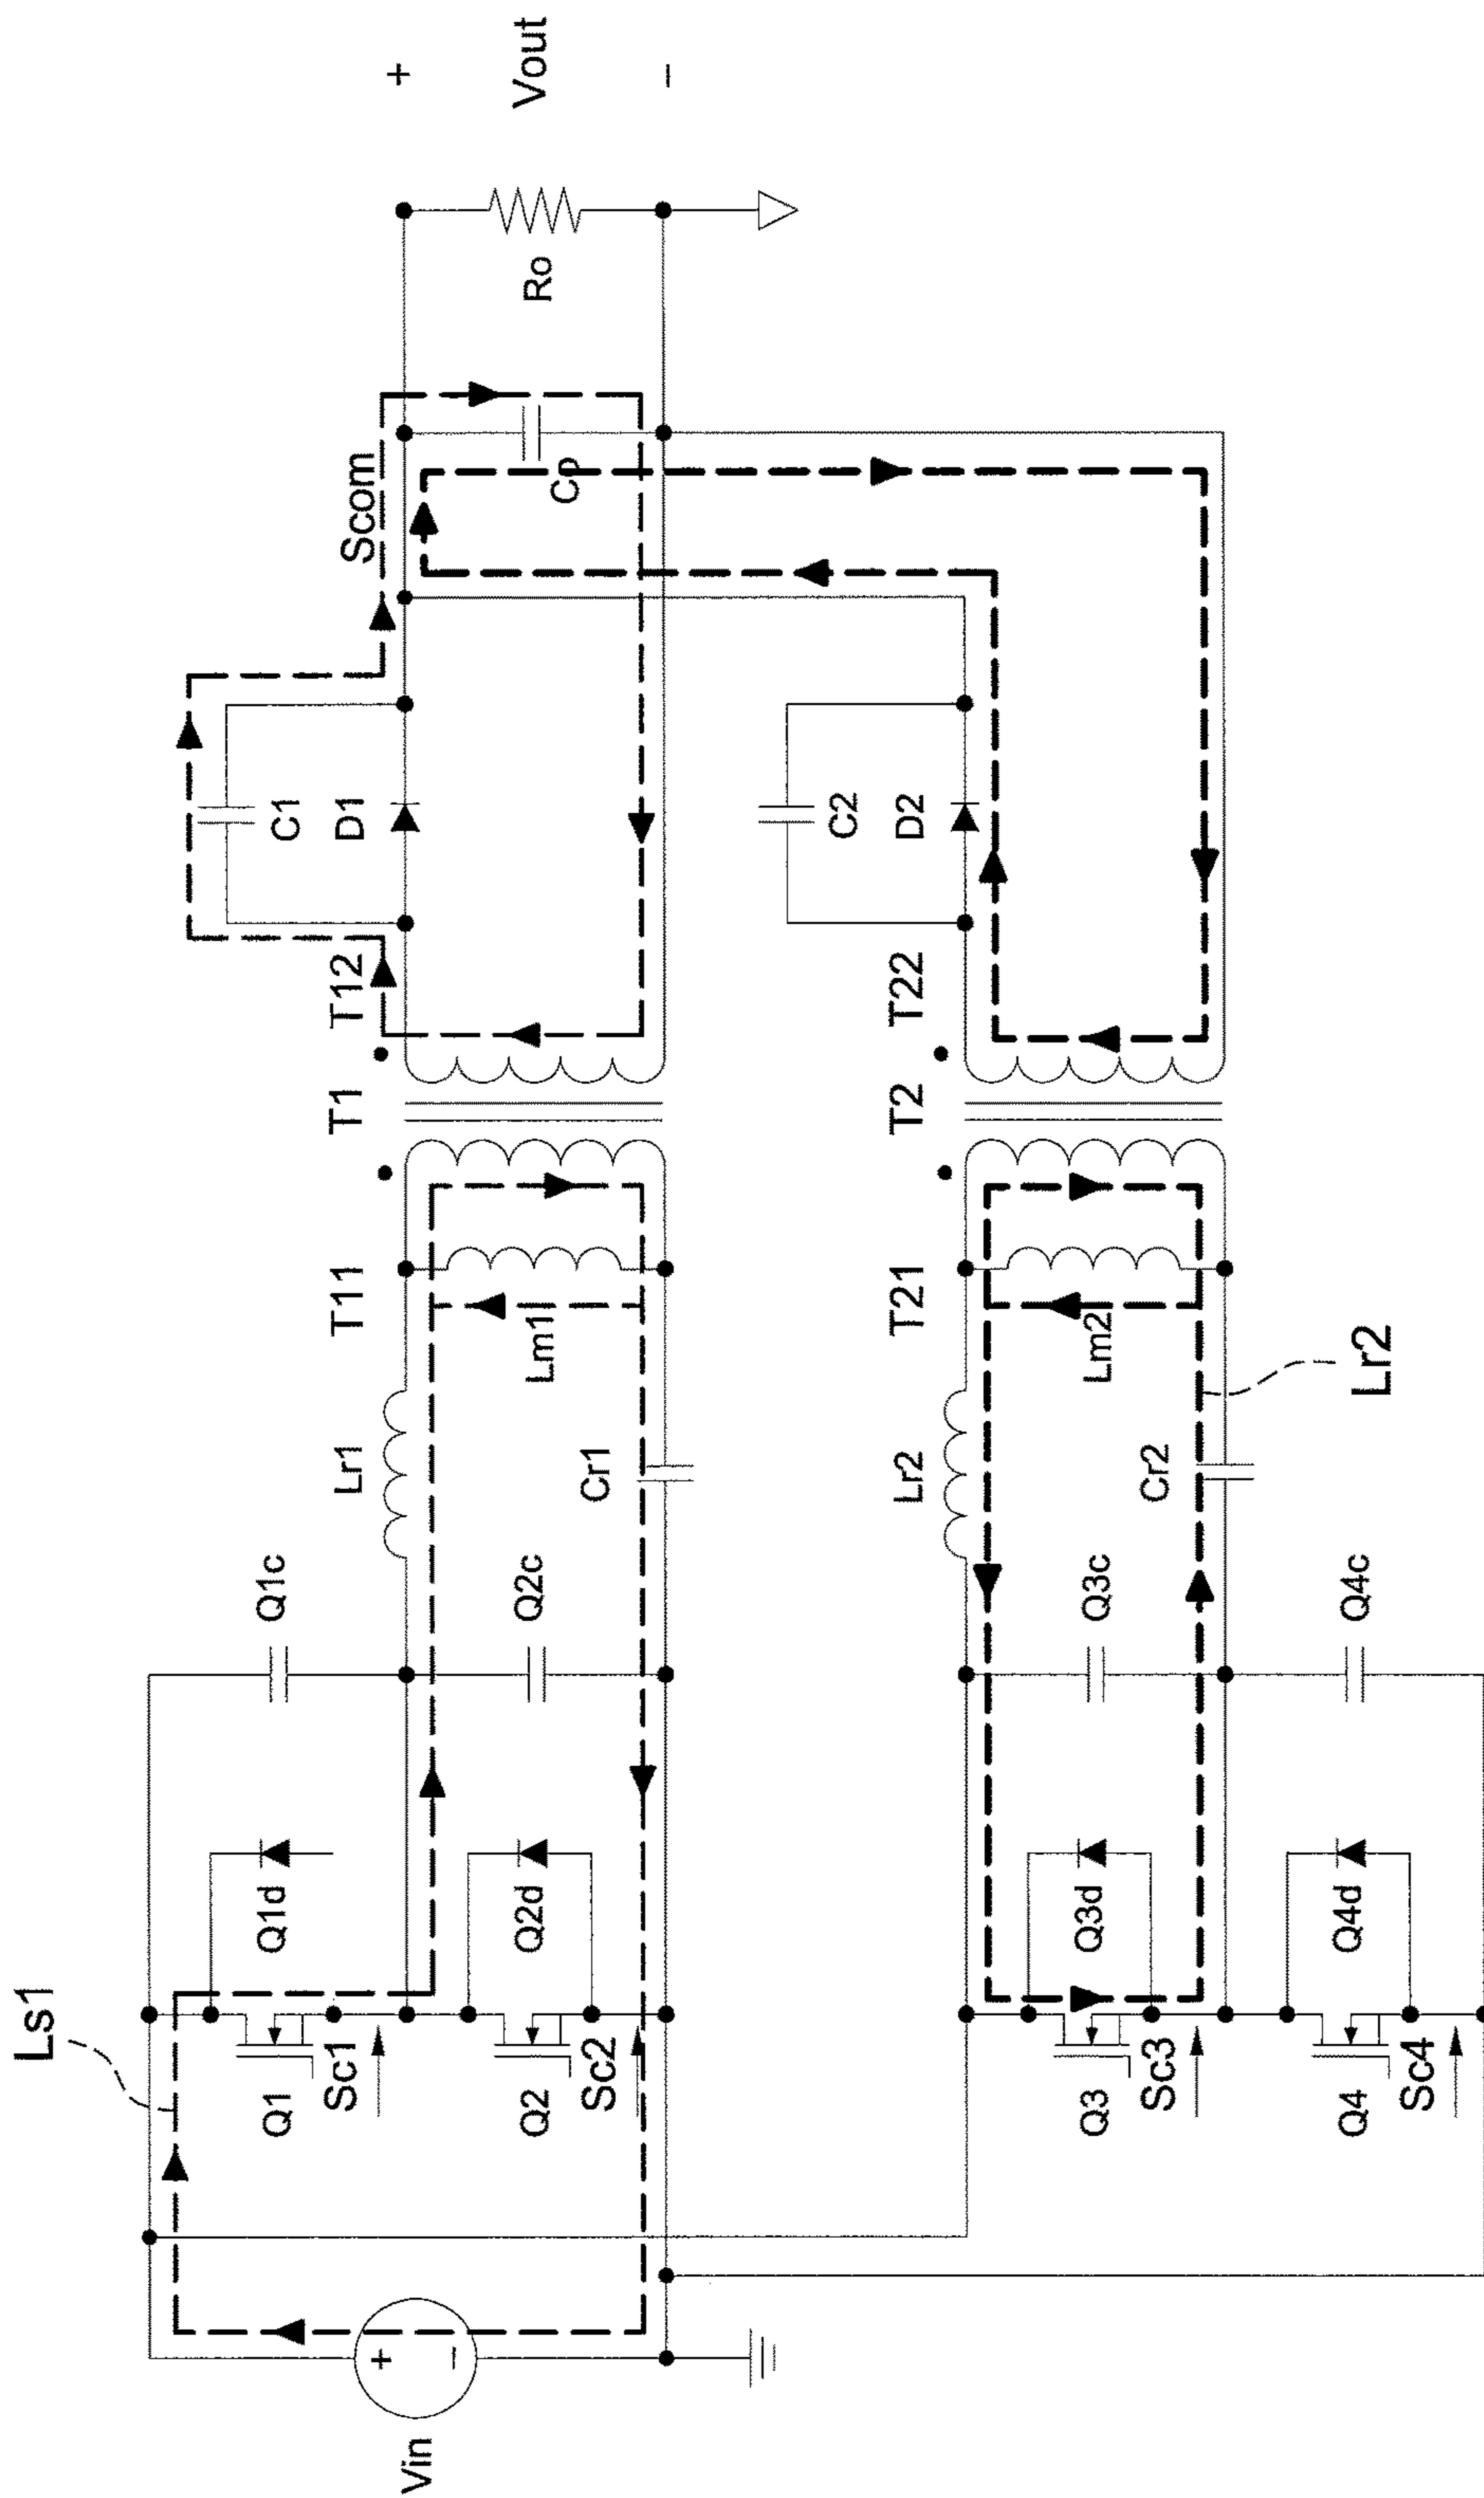 Ls1
Vin
+
−
Q1
Sc1
Q1d
Q1c
Q2
Sc2
Q2d
Q2c
Lr1
Cr1
T11
Lm1
T1
T12
C1
D1
Scom
Cp
Ro
+
Vout
−
Q3
Sc3
Q3d
Q3c
Q4
Sc4
Q4d
Q4c
Lr2
Cr2
T21
Lm2
Lr2
T2
T22
C2
D2